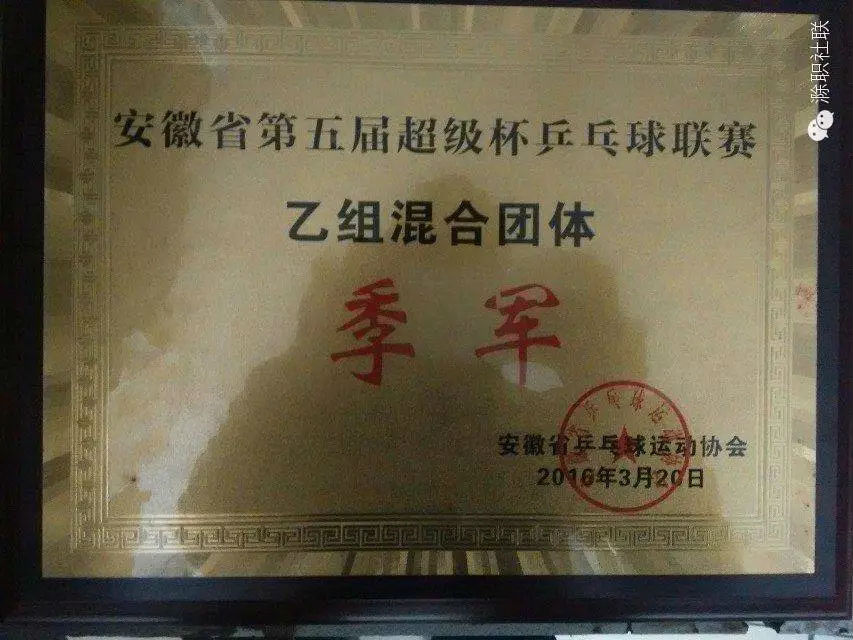 安徽省第五届超级杯乒乓球联赛
乙组混合团体
季军
安徽省乒乓球运动协会
2016年3月20日
滁职社联